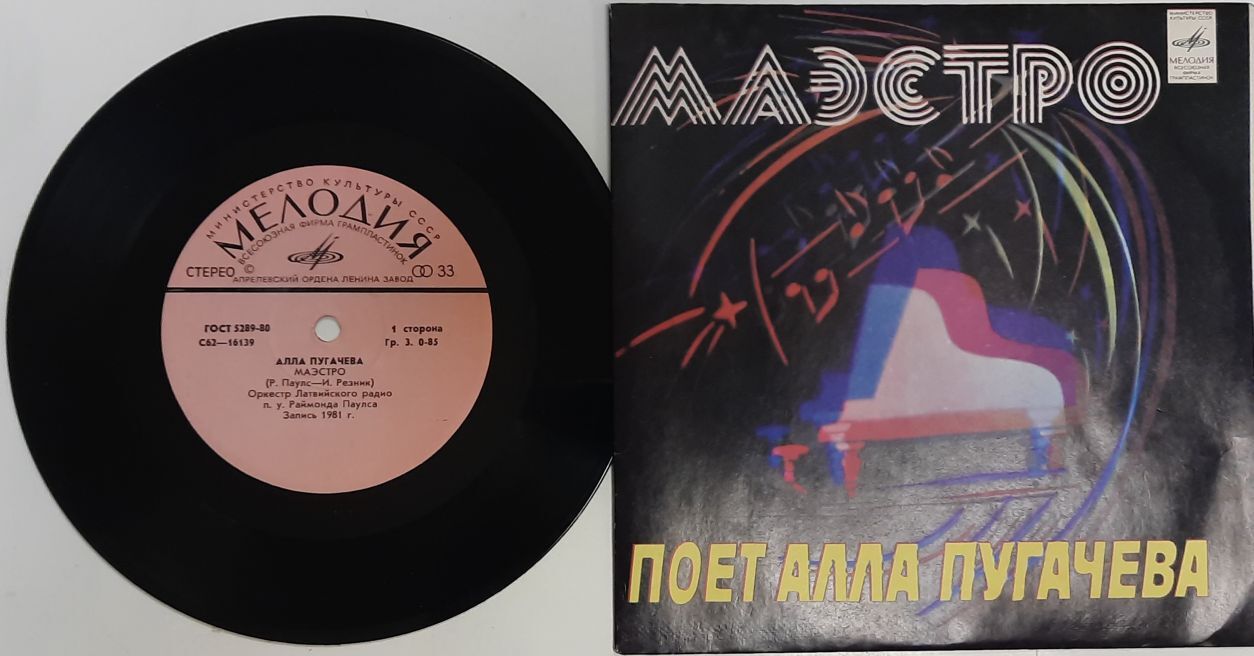 МИНИСТЕРСТВО КУЛЬТУРЫ СССР
МЕЛОДИЯ
ВСЕСОЮЗНАЯ ФИРМА ГРАМПЛАСТИНОК
СТЕРЕО © 33
АПРЕЛЕВСКИЙ ОРДЕНА ЛЕНИНА ЗАВОД
ГОСТ 5289-80 1 сторона
С62—16139 Гр. 3. 0-85
АЛЛА ПУГАЧЕВА
МАЭСТРО
(Р. Паулс—И. Резник)
Оркестр Латвийского радио
п. у. Раймонда Паулса
Запись 1981 г.
МАЭСТРО
МИНИСТЕРСТВО
КУЛЬТУРЫ СССР
МЕЛОДИЯ
ВСЕСОЮЗНАЯ
ФИРМА
ГРАМПЛАСТИНОК
ПОЕТ АЛЛА ПУГАЧЕВА